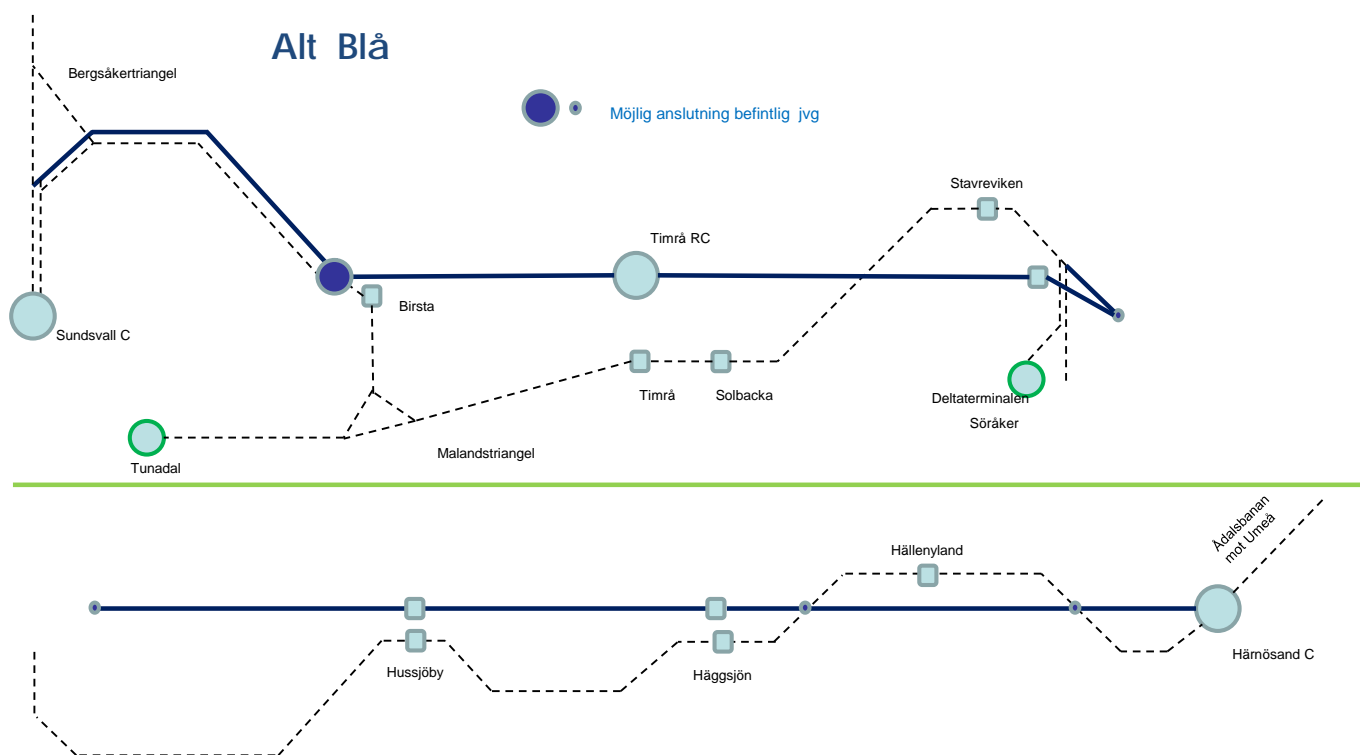 Alt Blå
Bergsåkertriangel
Möjlig anslutning befintlig jvg
Stavreviken
Timrå RC
Birsta
Sundsvall C
Timrå
Solbacka
Deltaterminalen
Söråker
Malandstriangel
Tunadal
Ådalsbanan
mot Umeå
Hällenyland
Hussjöby
Häggsjön
Härnösand C